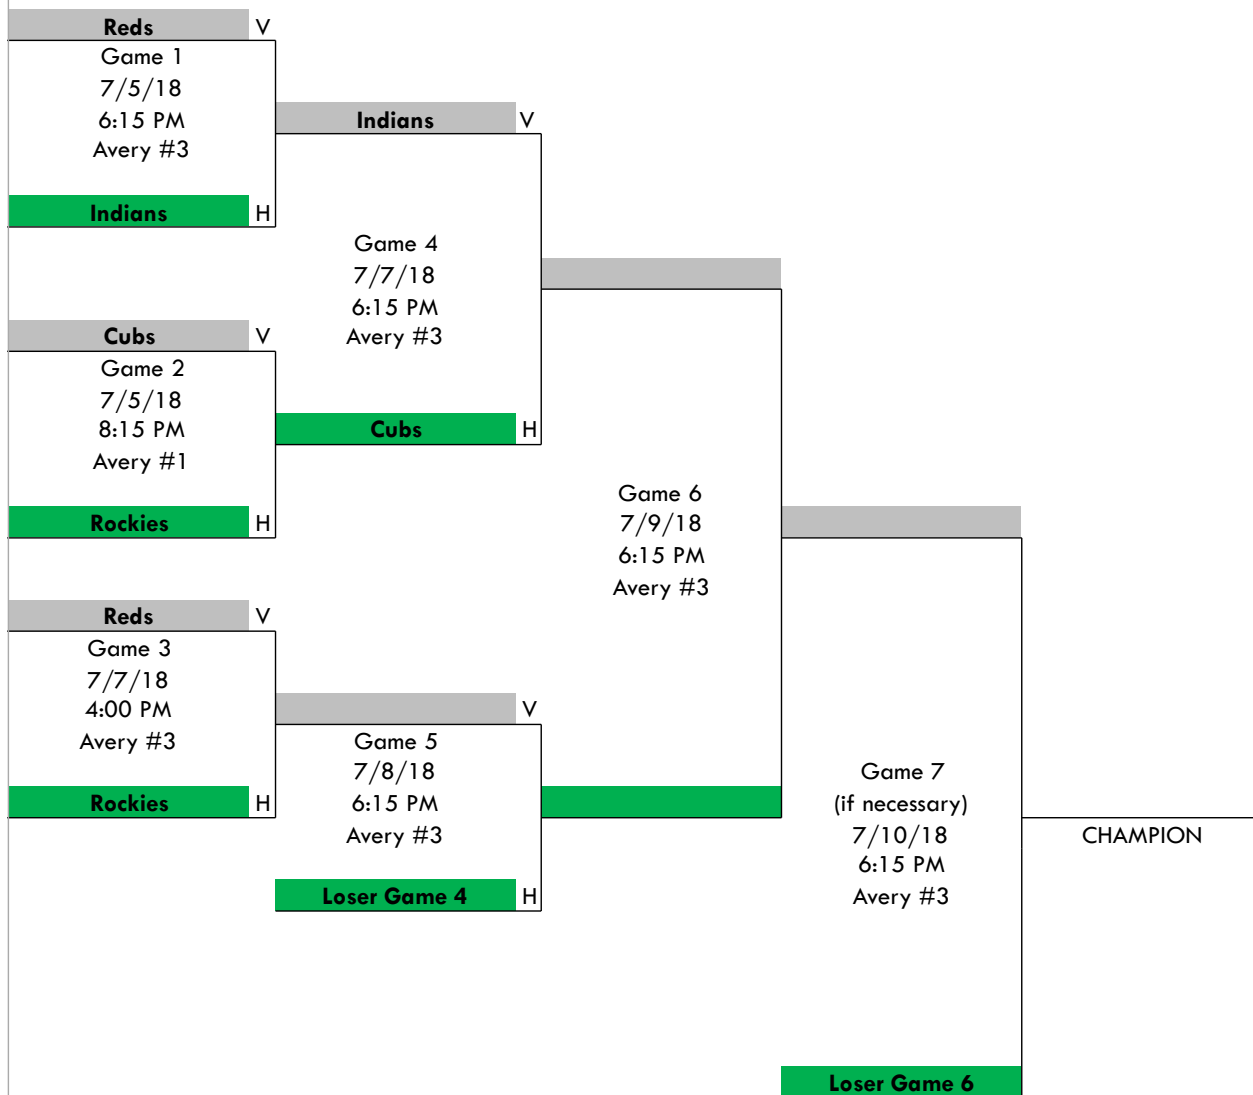 Reds V
Game 1
7/5/18
6:15 PM
Avery #3
Indians H
Indians V
Game 4
7/7/18
6:15 PM
Avery #3
Cubs H
Cubs V
Game 2
7/5/18
8:15 PM
Avery #1
Rockies H
Game 6
7/9/18
6:15 PM
Avery #3
Reds V
Game 3
7/7/18
4:00 PM
Avery #3
Rockies H
V
Game 5
7/8/18
6:15 PM
Avery #3
Loser Game 4 H
Game 7
(if necessary)
7/10/18
6:15 PM
Avery #3
CHAMPION
Loser Game 6